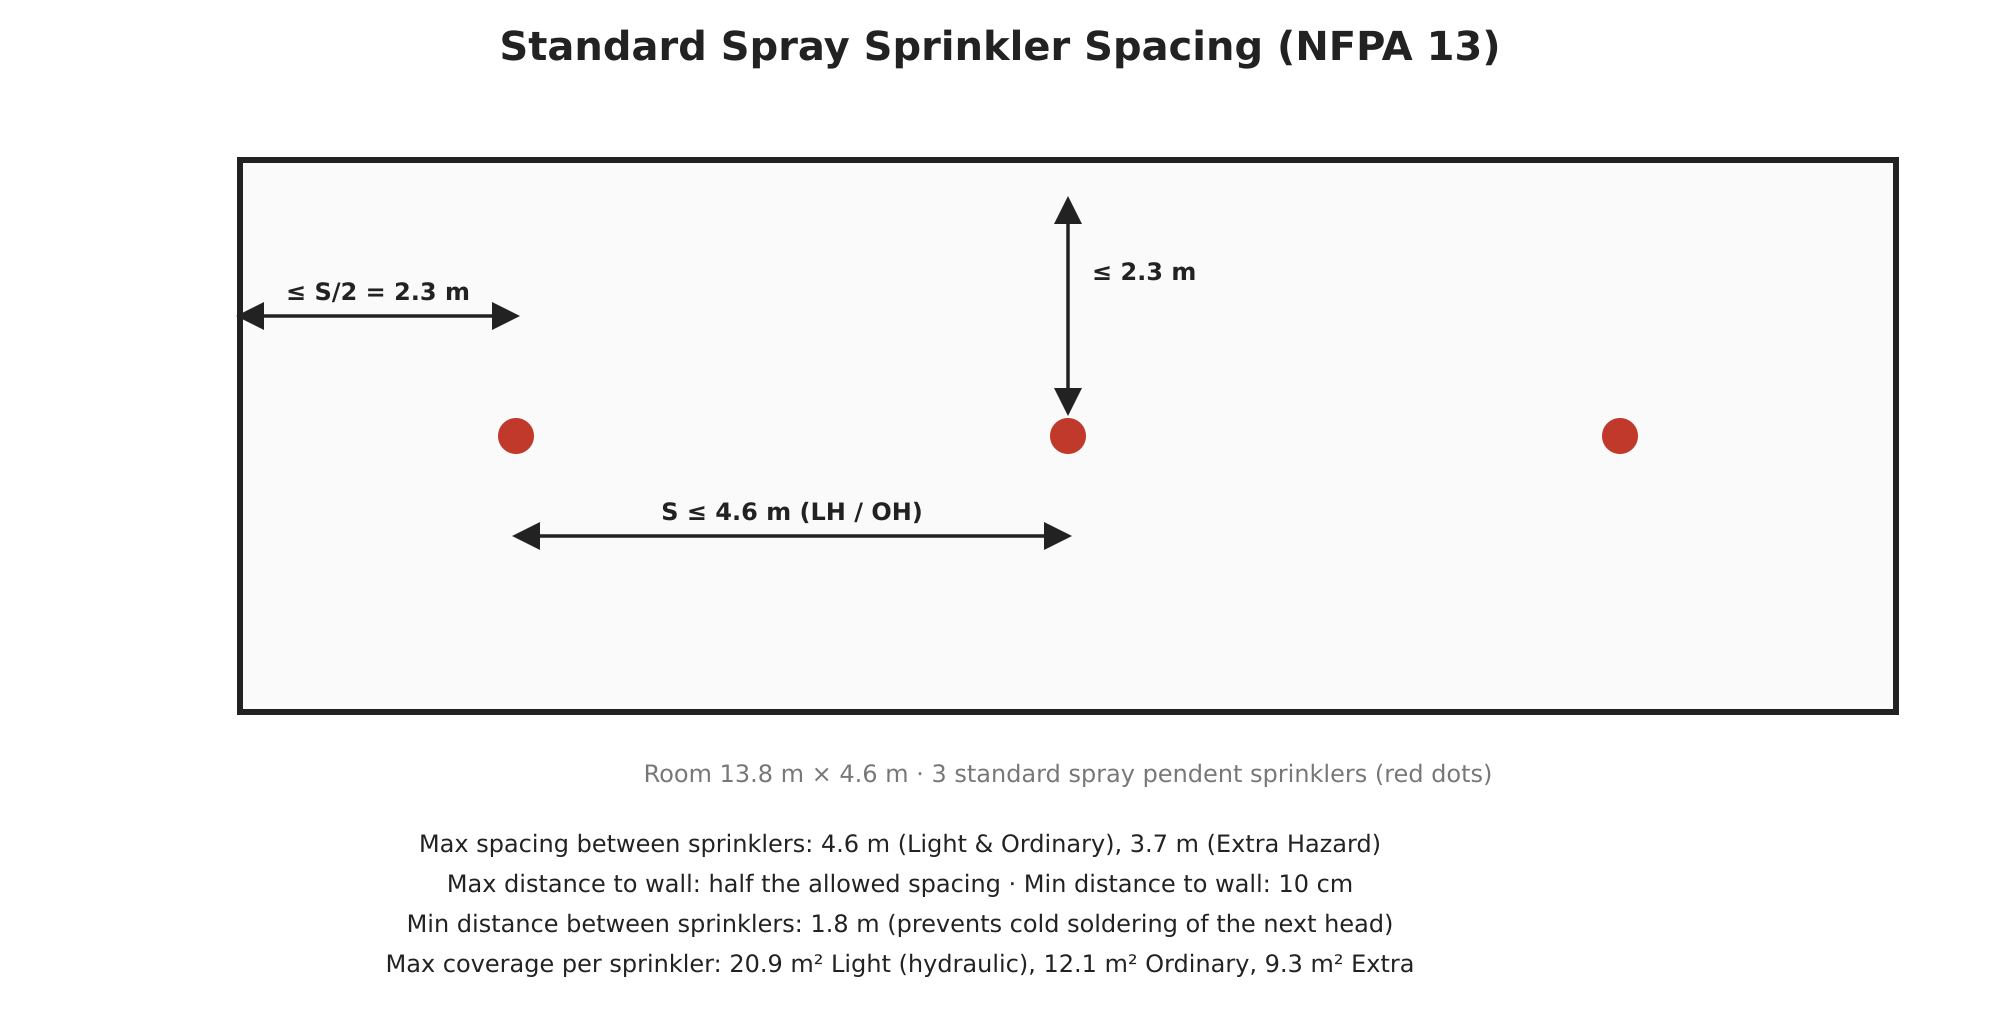 Standard Spray Sprinkler Spacing (NFPA 13)
≤ 2.3 m
≤ S/2 = 2.3 m
S ≤ 4.6 m (LH / OH)
Room 13.8 m × 4.6 m · 3 standard spray pendent sprinklers (red dots)
Max spacing between sprinklers: 4.6 m (Light & Ordinary), 3.7 m (Extra Hazard)
Max distance to wall: half the allowed spacing · Min distance to wall: 10 cm
Min distance between sprinklers: 1.8 m (prevents cold soldering of the next head)
Max coverage per sprinkler: 20.9 m² Light (hydraulic), 12.1 m² Ordinary, 9.3 m² Extra